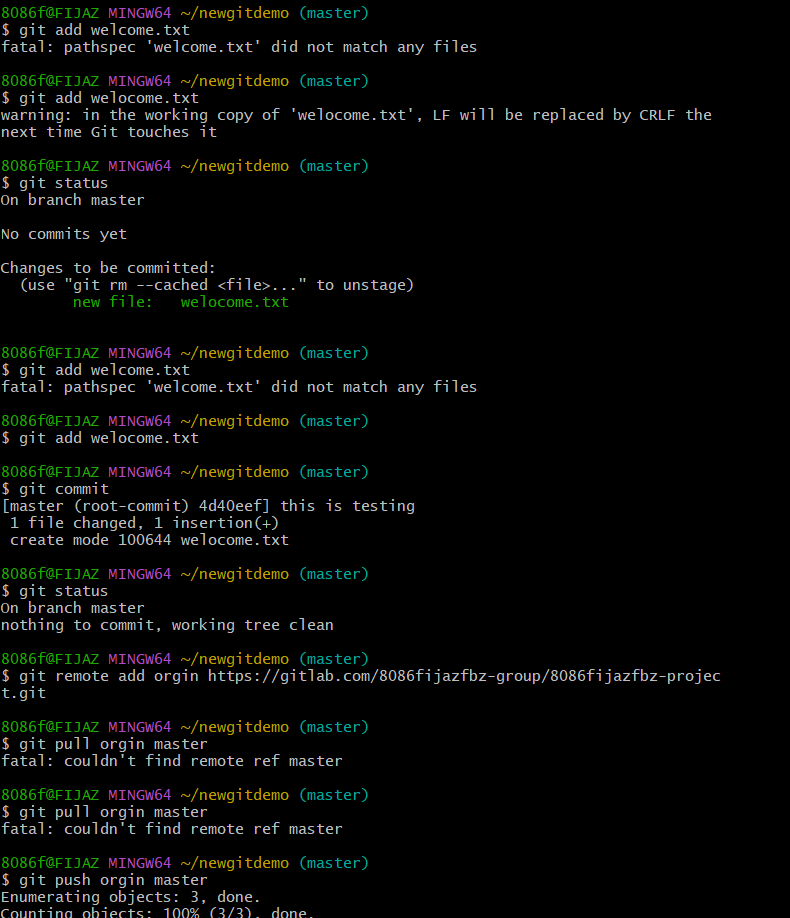 8086f@FIJAZ MINGW64 ~/newgitdemo (master)
$ git add welcome.txt
fatal: pathspec 'welcome.txt' did not match any files
8086f@FIJAZ MINGW64 ~/newgitdemo (master)
$ git add welocome.txt
warning: in the working copy of 'welocome.txt', LF will be replaced by CRLF the
next time Git touches it
8086f@FIJAZ MINGW64 ~/newgitdemo (master)
$ git status
On branch master
No commits yet
Changes to be committed:
  (use "git rm --cached <file>..." to unstage)
        new file:   welocome.txt
8086f@FIJAZ MINGW64 ~/newgitdemo (master)
$ git add welcome.txt
fatal: pathspec 'welcome.txt' did not match any files
8086f@FIJAZ MINGW64 ~/newgitdemo (master)
$ git add welocome.txt
8086f@FIJAZ MINGW64 ~/newgitdemo (master)
$ git commit
[master (root-commit) 4d40eef] this is testing
 1 file changed, 1 insertion(+)
 create mode 100644 welocome.txt
8086f@FIJAZ MINGW64 ~/newgitdemo (master)
$ git status
On branch master
nothing to commit, working tree clean
8086f@FIJAZ MINGW64 ~/newgitdemo (master)
$ git remote add orgin https://gitlab.com/8086fijazfbz-group/8086fijazfbz-projec
t.git
8086f@FIJAZ MINGW64 ~/newgitdemo (master)
$ git pull orgin master
fatal: couldn't find remote ref master
8086f@FIJAZ MINGW64 ~/newgitdemo (master)
$ git pull orgin master
fatal: couldn't find remote ref master
8086f@FIJAZ MINGW64 ~/newgitdemo (master)
$ git push orgin master
Enumerating objects: 3, done.
Counting objects: 100% (3/3), done.